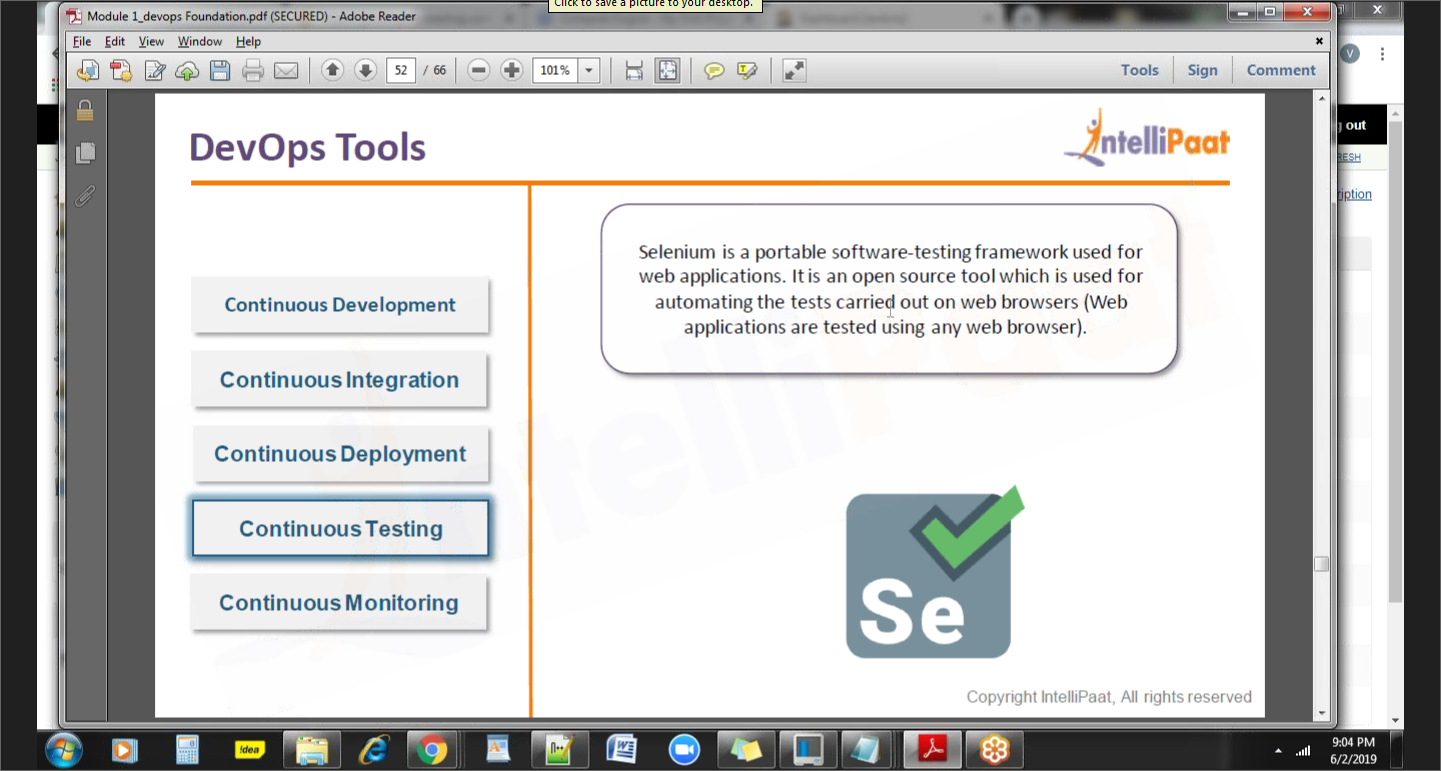 Click to save a picture to your desktop.
Module 1_devops Foundation.pdf (SECURED) - Adobe Reader
File Edit View Window Help
52 / 66 101% Tools Sign Comment
V
out
RESH
DevOps Tools
IntelliPaat
Selenium is a portable software-testing framework used for
web applications. It is an open source tool which is used for
automating the tests carried out on web browsers (Web
applications are tested using any web browser).
Continuous Development
Continuous Integration
Continuous Deployment
Continuous Testing
Continuous Monitoring
Se
IntelliPaat
Copyright IntelliPaat, All rights reserved
!dea
9:04 PM
6/2/2019